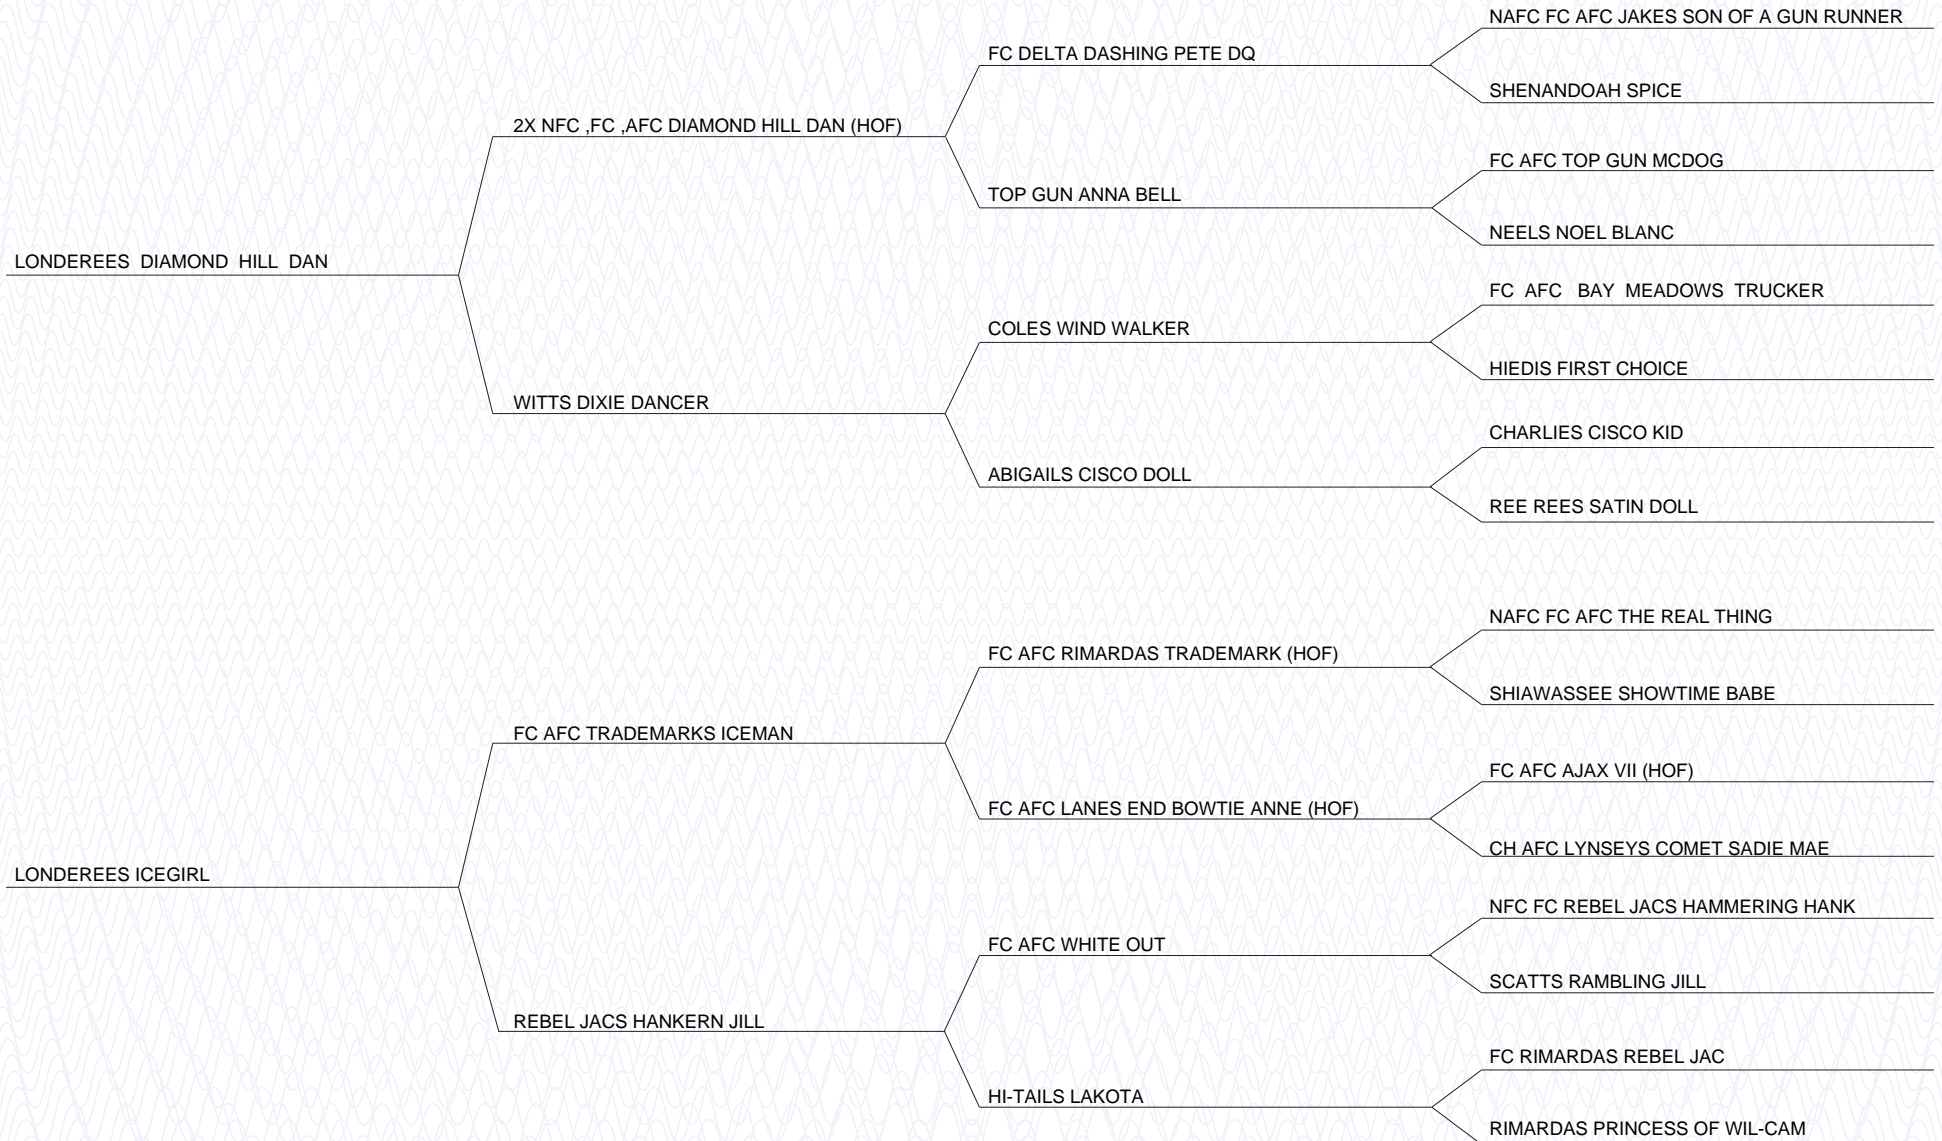 NAFC FC AFC JAKES SON OF A GUN RUNNER
FC DELTA DASHING PETE DQ
SHENANDOAH SPICE
2X NFC ,FC ,AFC DIAMOND HILL DAN (HOF)
FC AFC TOP GUN MCDOG
TOP GUN ANNA BELL
NEELS NOEL BLANC
LONDEREES DIAMOND HILL DAN
FC AFC BAY MEADOWS TRUCKER
COLES WIND WALKER
HIEDIS FIRST CHOICE
WITTS DIXIE DANCER
CHARLIES CISCO KID
ABIGAILS CISCO DOLL
REE REES SATIN DOLL
NAFC FC AFC THE REAL THING
FC AFC RIMARDAS TRADEMARK (HOF)
SHIAWASSEE SHOWTIME BABE
FC AFC TRADEMARKS ICEMAN
FC AFC AJAX VII (HOF)
FC AFC LANES END BOWTIE ANNE (HOF)
CH AFC LYNSEYS COMET SADIE MAE
LONDEREES ICEGIRL
NFC FC REBEL JACS HAMMERING HANK
FC AFC WHITE OUT
SCATTS RAMBLING JILL
REBEL JACS HANKERN JILL
FC RIMARDAS REBEL JAC
HI-TAILS LAKOTA
RIMARDAS PRINCESS OF WIL-CAM